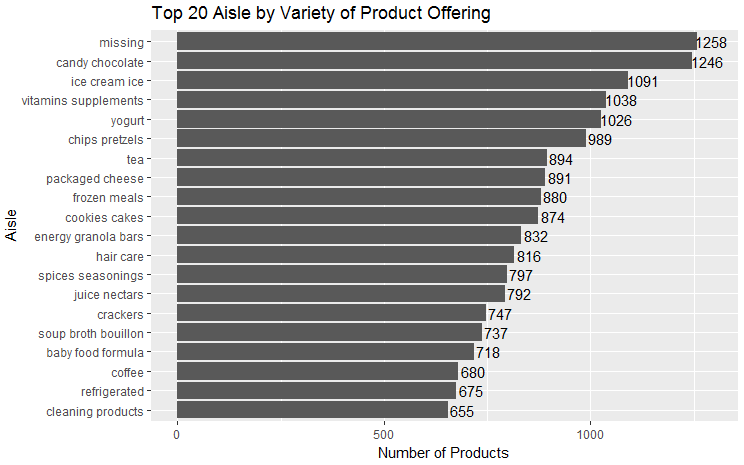 Top 20 Aisle by Variety of Product Offering
missing 1258
candy chocolate 1246
ice cream ice 1091
vitamins supplements 1038
yogurt 1026
chips pretzels 989
tea 894
packaged cheese 891
frozen meals 880
cookies cakes 874
energy granola bars 832
hair care 816
spices seasonings 797
juice nectars 792
crackers 747
soup broth bouillon 737
baby food formula 718
coffee 680
refrigerated 675
cleaning products 655
Aisle
0 500 1000
Number of Products